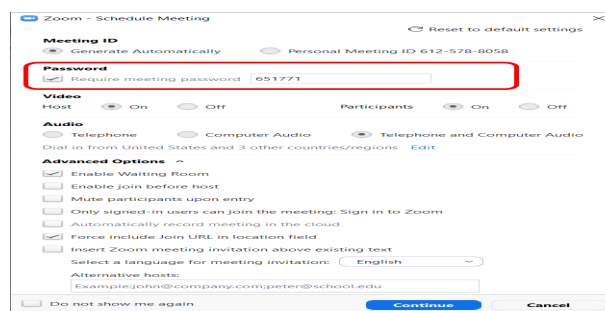 Zoom - Schedule Meeting
Reset to default settings
Meeting ID
Generate Automatically Personal Meeting ID 612-578-8058
Password
Require meeting password 651771
Video
Host On Off Participants On Off
Audio
Telephone Computer Audio Telephone and Computer Audio
Dial in from United States and 3 other countries/regions Edit
Advanced Options
Enable Waiting Room
Enable join before host
Mute participants upon entry
Only signed-in users can join the meeting: Sign in to Zoom
Automatically record meeting in the cloud
Force include Join URL in location field
Insert Zoom meeting invitation above existing text
Select a language for meeting invitation: English
Alternative hosts:
Example:john@company.com;peter@school.edu
Do not show me again Continue Cancel